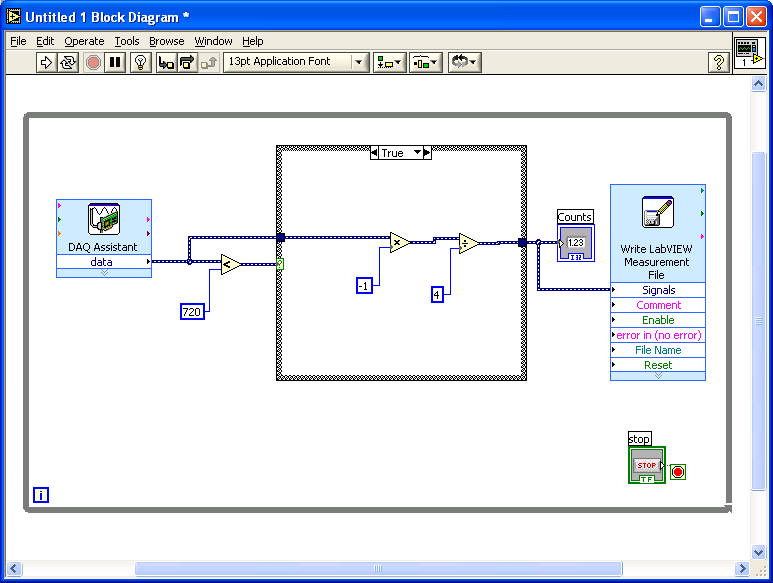 Untitled 1 Block Diagram *
File Edit Operate Tools Browse Window Help
13pt Application Font
?
1
True
DAQ Assistant
data
<
720
?
×
-1
÷
4
Counts
1.23
I32
Write LabVIEW
Measurement
File
Signals
Comment
Enable
error in (no error)
File Name
Reset
stop
STOP
TF
i